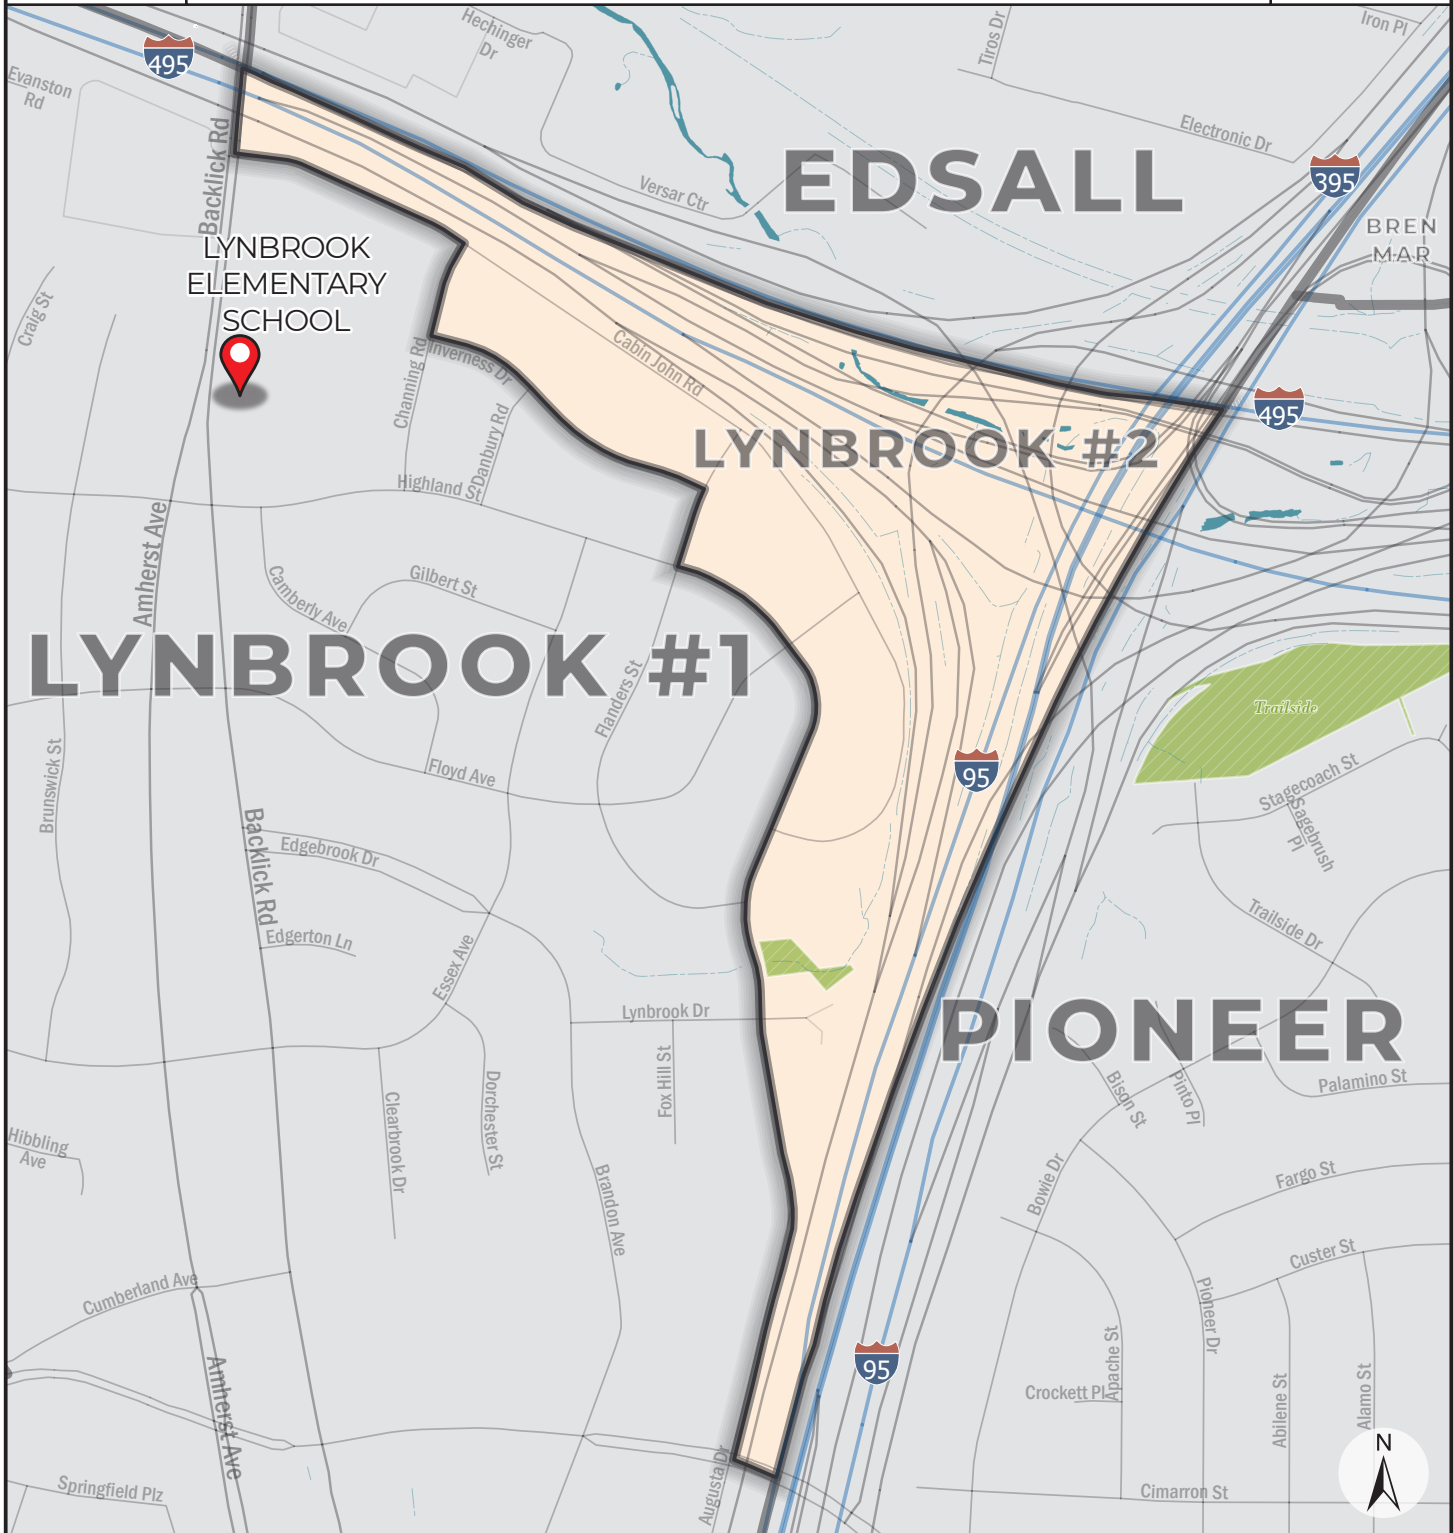 Hechinger
Dr
Tiros Dr
Iron Pl
495
Evanston
Rd
Electronic Dr
EDSALL
395
Backlick Rd
Versar Ctr
BREN
MAR
LYNBROOK
ELEMENTARY
SCHOOL
Craig St
Channing Rd
Inverness Dr
Cabin John Rd
Danbury Rd
495
LYNBROOK #2
Highland St
Amherst Ave
Camberly Ave
Gilbert St
LYNBROOK #1
Flanders St
Trailside
Brunswick St
Floyd Ave
95
Stagecoach St
Sagebrush
Pl
Backlick Rd
Edgebrook Dr
Edgerton Ln
Essex Ave
Trailside Dr
Lynbrook Dr
PIONEER
Fox Hill St
Dorchester St
Clearbrook Dr
Bison St
Pinto Pl
Palamino St
Hibbling
Ave
Brandon Ave
Bowie Dr
Fargo St
Custer St
Cumberland Ave
Pioneer Dr
95
Amherst Ave
Apache St
Crockett Pl
Abilene St
Alamo St
N
Augusta Dr
Springfield Plz
Cimarron St